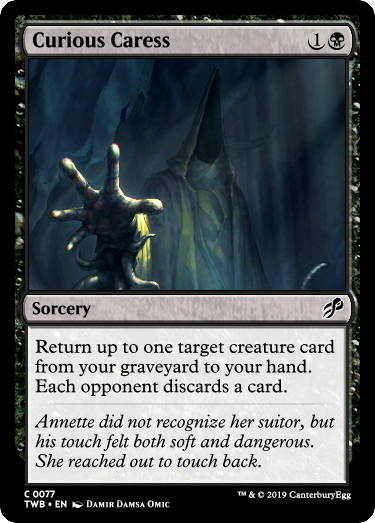 Curious Caress 1
Sorcery
Return up to one target creature card
from your graveyard to your hand.
Each opponent discards a card.
Annette did not recognize her suitor, but
his touch felt both soft and dangerous.
She reached out to touch back.
C 0077
TWB • EN Damir Damsa Omic
™ & © 2019 CanterburyEgg